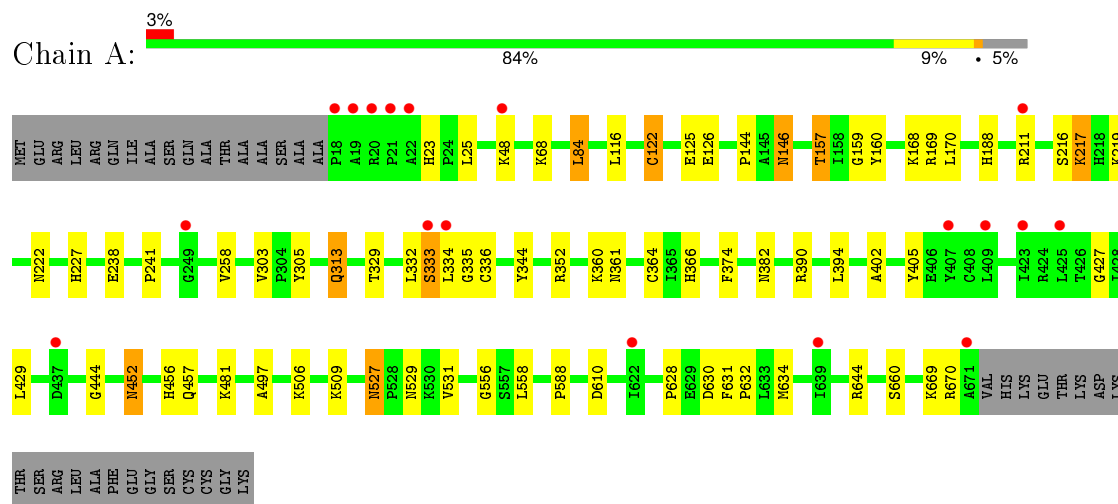 3%
Chain A:
84% 9% • 5%
MET GLU ARG LEU ARG GLN ILE ALA SER GLN ALA THR ALA ALA SER ALA ALA P18 A19 R20 P21 A22 H23 P24 L25 K48 K68 L84 L116 C122 E125 E126 P144 A145 N146 T157 I158 G159 Y160 K168 R169 L170 H188 R211 S216 K217 H218
N222 H227 E238 P241 G249 V258 V303 P304 Y305 Q313 T329 L332 S333 L334 G335 C336 Y344 R352 K360 N361 C364 I365 H366 F374 N382 R390 L394 A402 Y405 E406 Y407 C408 L409 I423 R424 L425 T426 G427
L429 D437 G444 N452 H456 Q457 K481 A497 K506 K509 N527 P528 N529 K530 V531 G556 S557 L558 P588 D610 I622 P628 E629 D630 F631 P632 L633 M634 I639 R644 S660 K669 R670 A671 VAL HIS LYS GLU THR LYS ASP LYS
THR SER ARG LEU ALA PHE GLU GLY SER CYS CYS GLY LYS